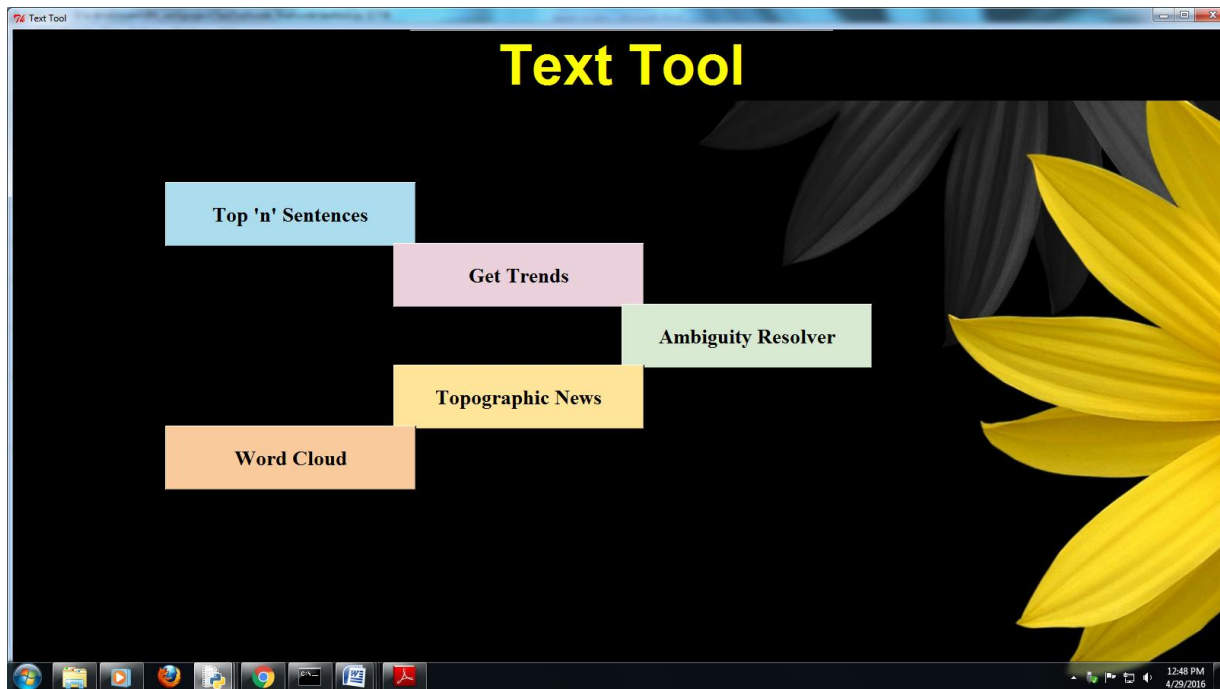 Text Tool
Text Tool
Top 'n' Sentences
Get Trends
Ambiguity Resolver
Topographic News
Word Cloud
12:48 PM
4/29/2016